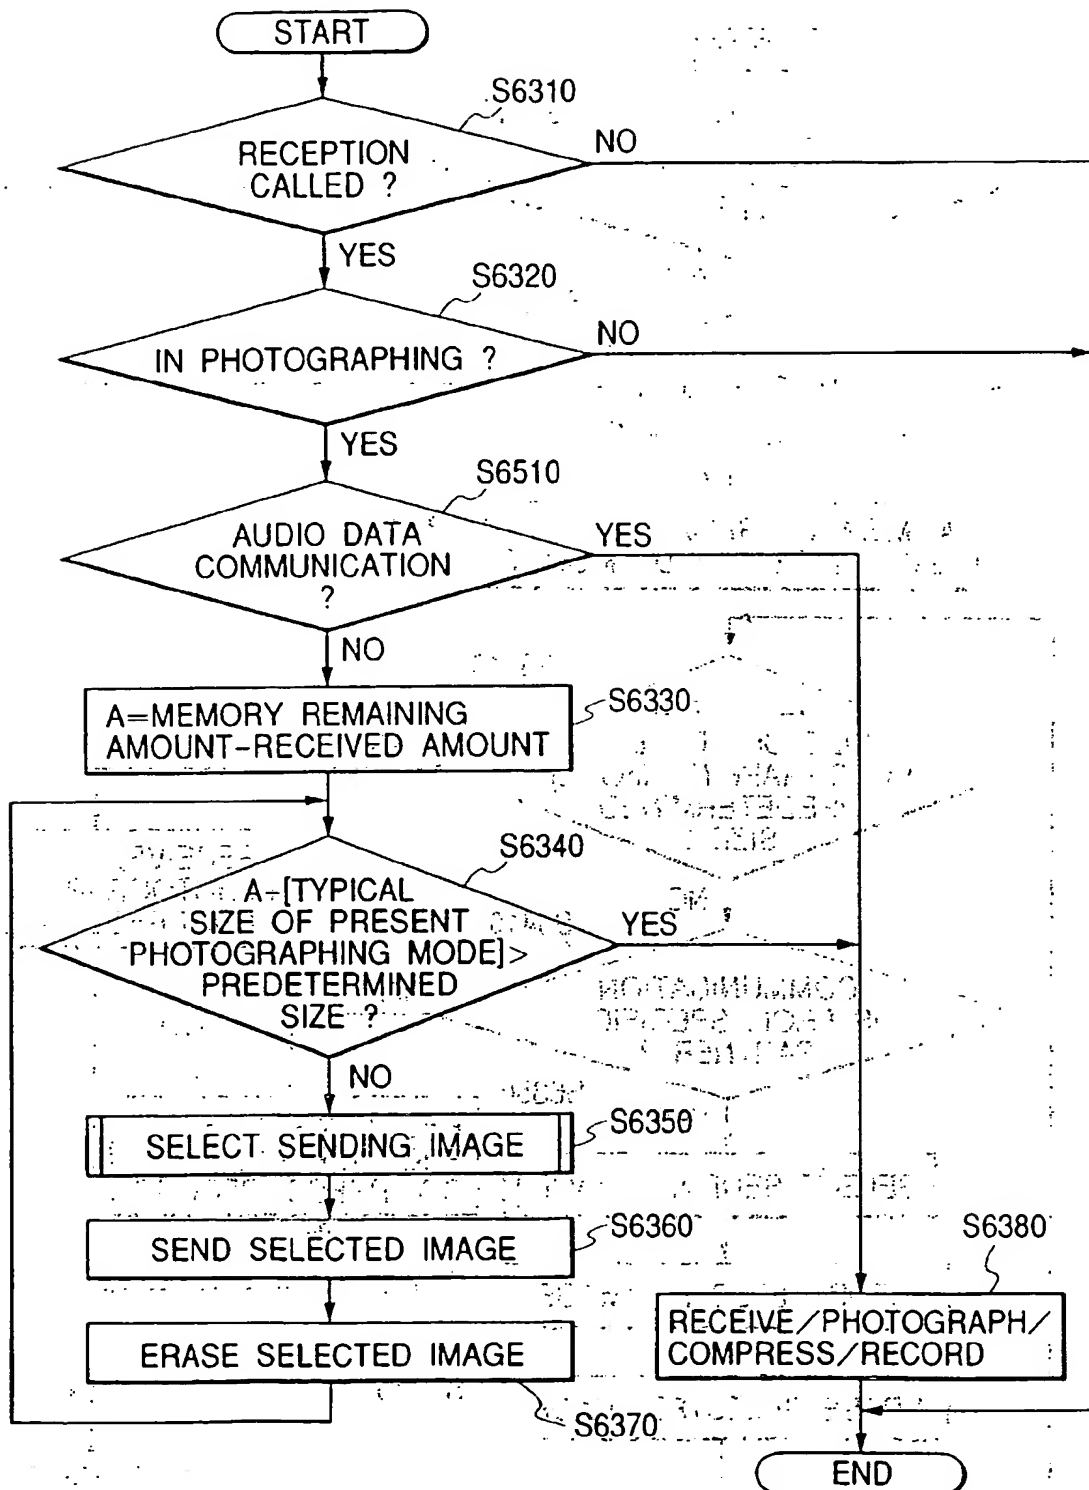 START
S6310
RECEPTION
CALLED ?
NO
YES
S6320
IN PHOTOGRAPHING ?
NO
YES
S6510
AUDIO DATA
COMMUNICATION
?
YES
NO
S6330
A=MEMORY REMAINING
AMOUNT-RECEIVED AMOUNT
S6340
A-[TYPICAL
SIZE OF PRESENT
PHOTOGRAPHING MODE]>
PREDETERMINED
SIZE ?
YES
NO
S6350
SELECT SENDING IMAGE
S6360
SEND SELECTED IMAGE
S6380
RECEIVE/PHOTOGRAPH/
COMPRESS/RECORD
ERASE SELECTED IMAGE
S6370
END